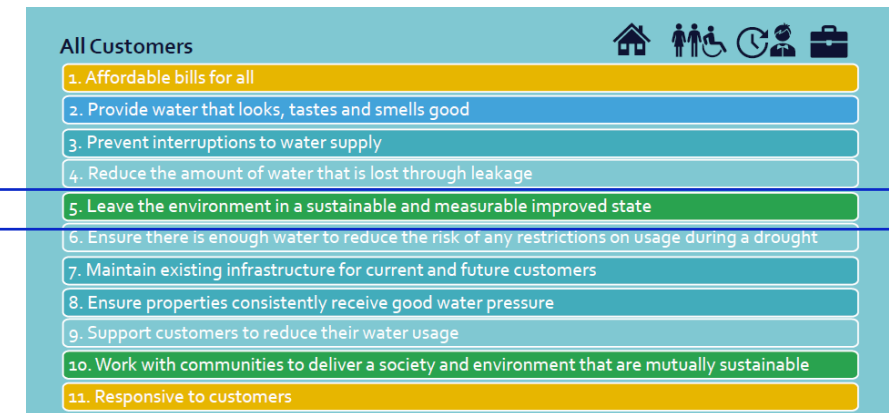 All Customers
1. Affordable bills for all
2. Provide water that looks, tastes and smells good
3. Prevent interruptions to water supply
4. Reduce the amount of water that is lost through leakage
5. Leave the environment in a sustainable and measurable improved state
6. Ensure there is enough water to reduce the risk of any restrictions on usage during a drought
7. Maintain existing infrastructure for current and future customers
8. Ensure properties consistently receive good water pressure
9. Support customers to reduce their water usage
10. Work with communities to deliver a society and environment that are mutually sustainable
11. Responsive to customers